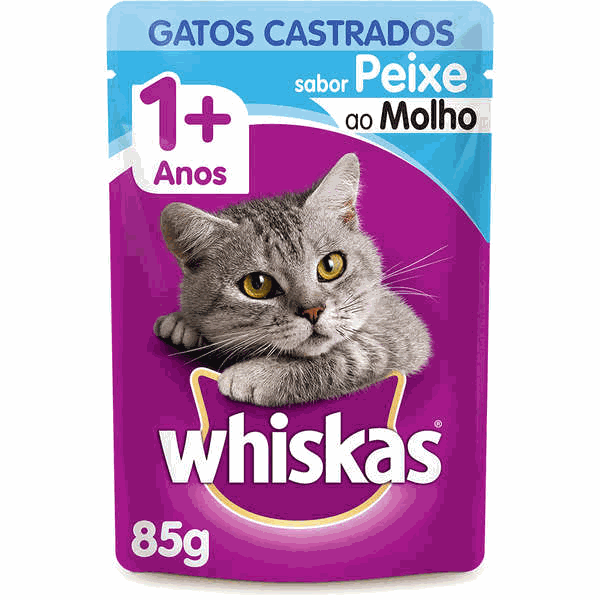 GATOS CASTRADOS
sabor Peixe
ao Molho
1+
Anos
whiskas®
85g